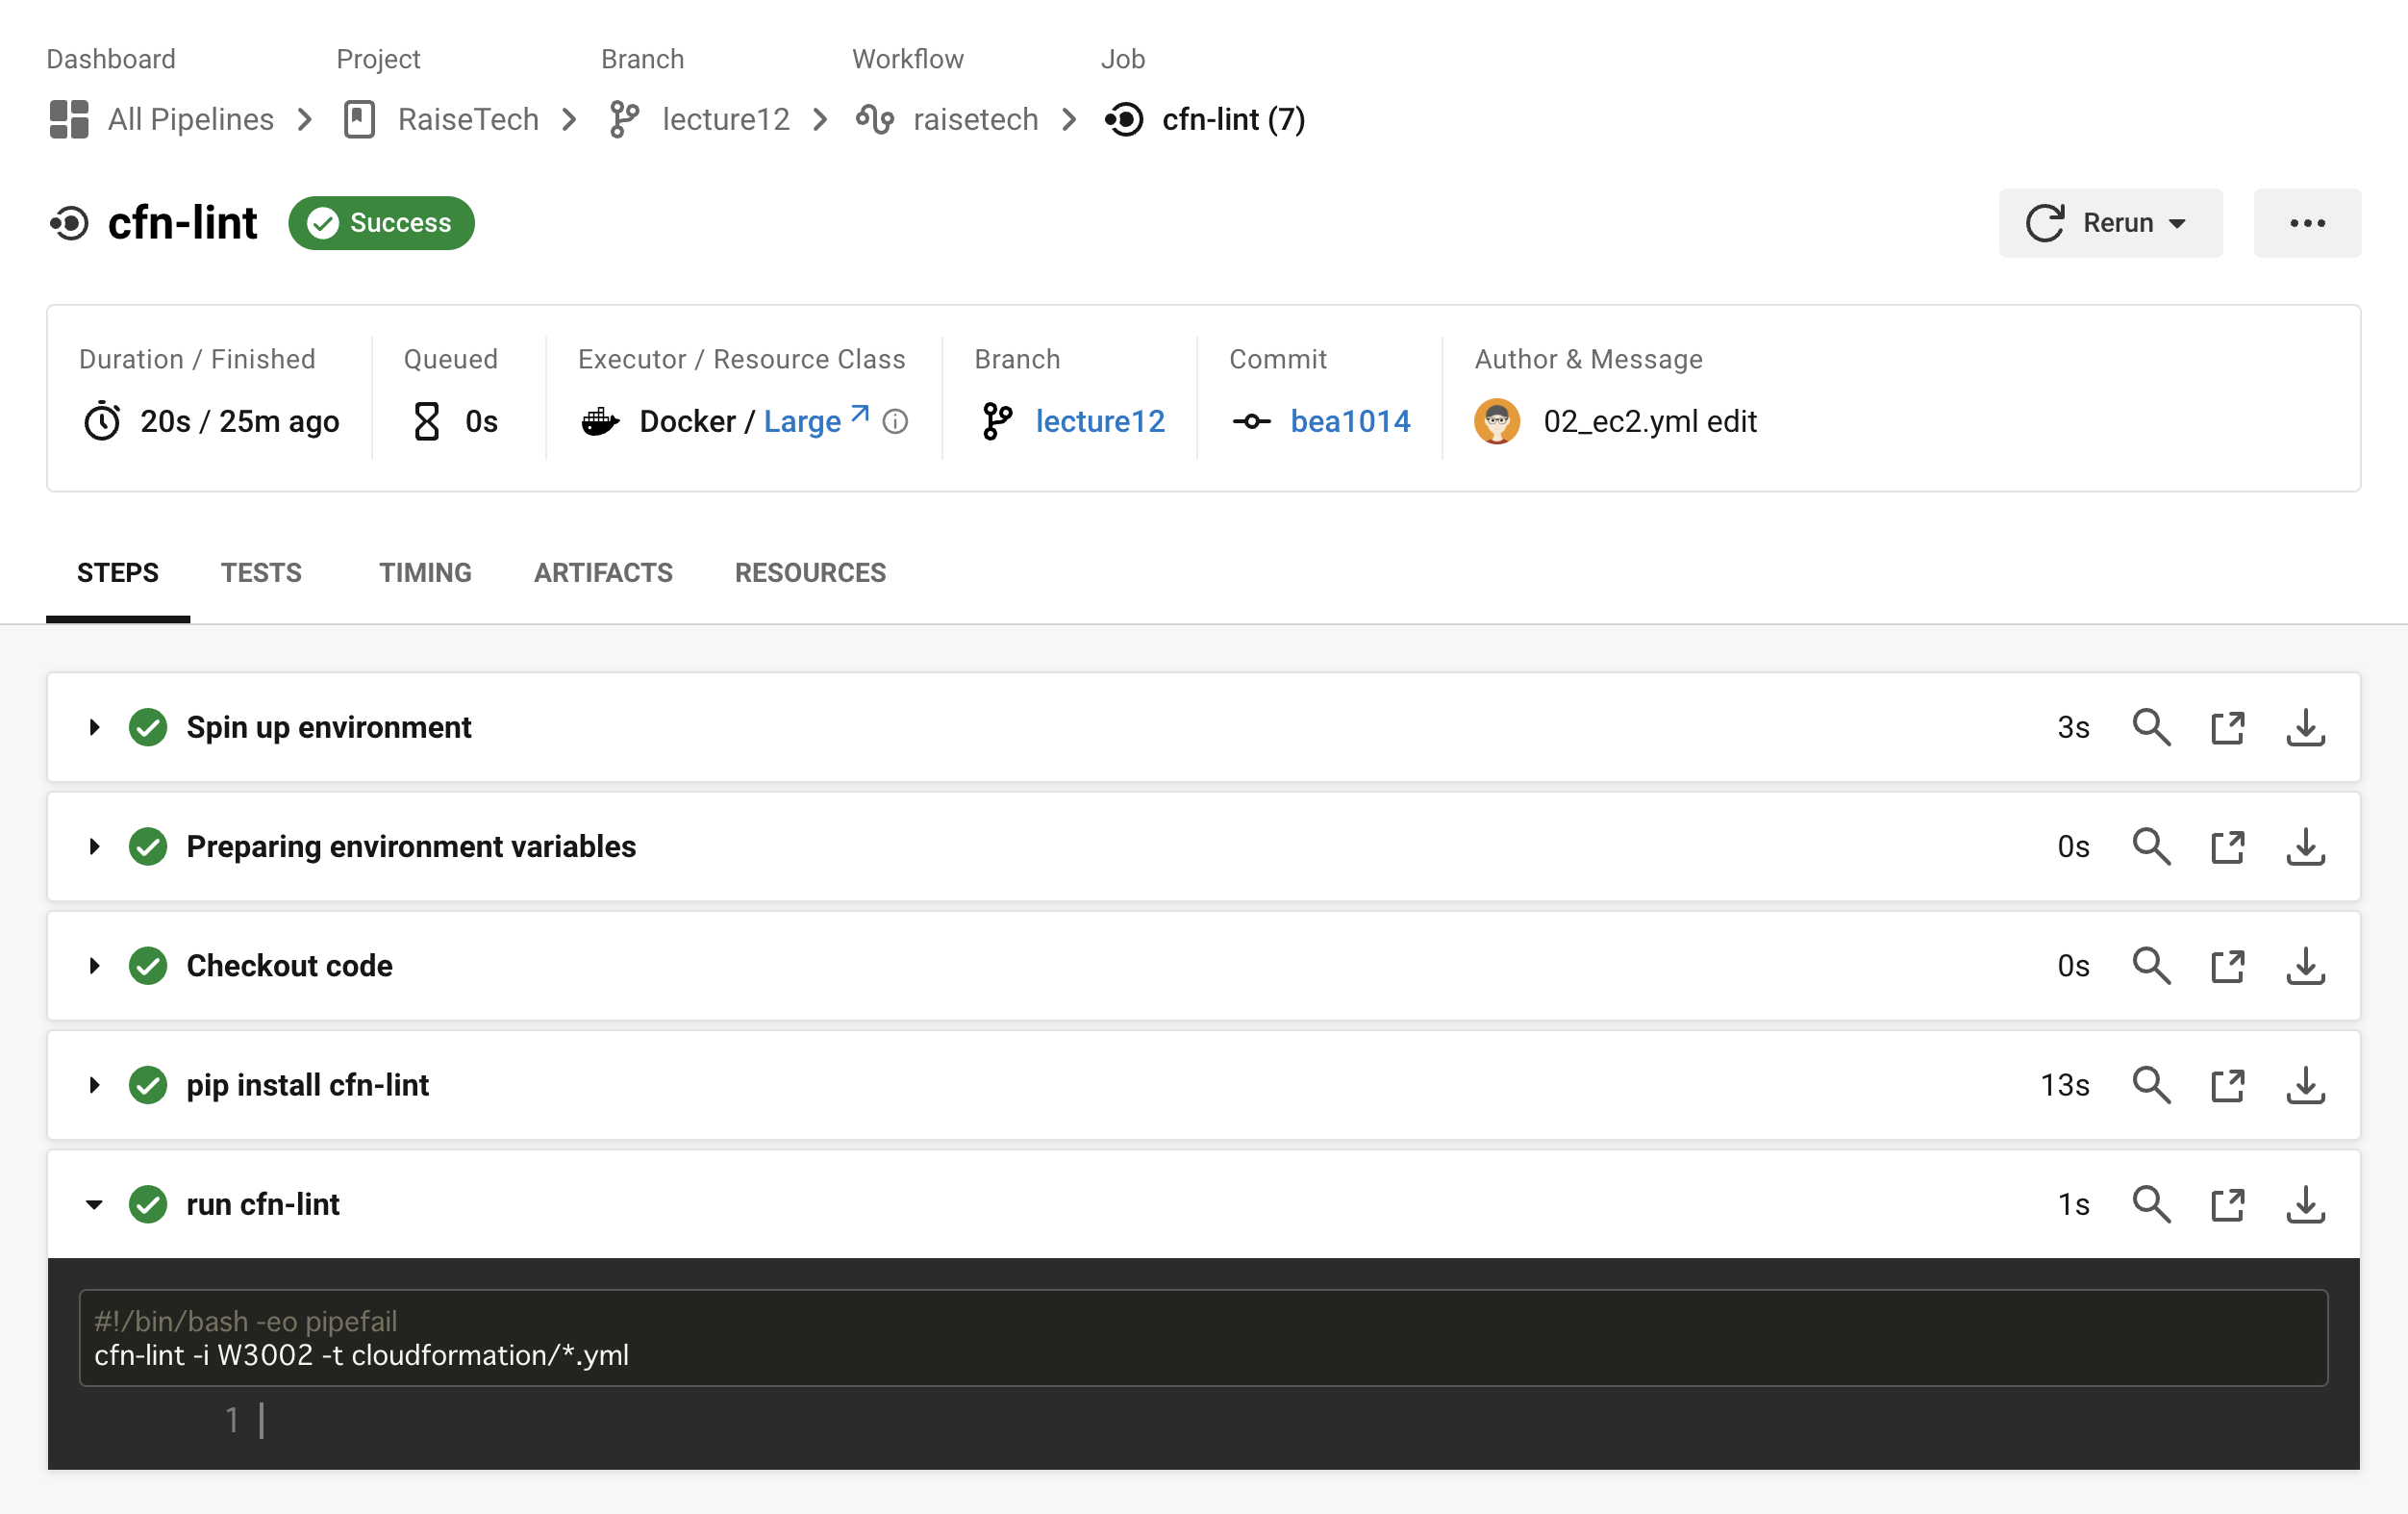 Dashboard Project Branch Workflow Job
All Pipelines RaiseTech lecture12 raisetech cfn-lint (7)
cfn-lint Success Rerun
Duration / Finished Queued Executor / Resource Class Branch Commit Author & Message
20s / 25m ago 0s Docker / Large lecture12 bea1014 02_ec2.yml edit
STEPS TESTS TIMING ARTIFACTS RESOURCES
Spin up environment 3s
Preparing environment variables 0s
Checkout code 0s
pip install cfn-lint 13s
run cfn-lint 1s
#!/bin/bash -eo pipefail
cfn-lint -i W3002 -t cloudformation/*.yml
1